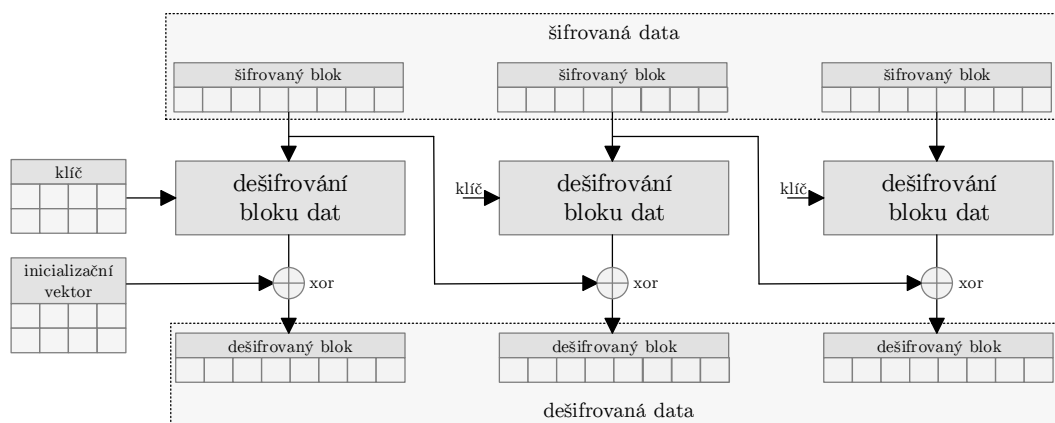 šifrovaná data
šifrovaný blok
šifrovaný blok
šifrovaný blok
klíč
dešifrování
bloku dat
klíč
dešifrování
bloku dat
klíč
dešifrování
bloku dat
inicializační
vektor
xor
xor
xor
dešifrovaný blok
dešifrovaný blok
dešifrovaný blok
dešifrovaná data